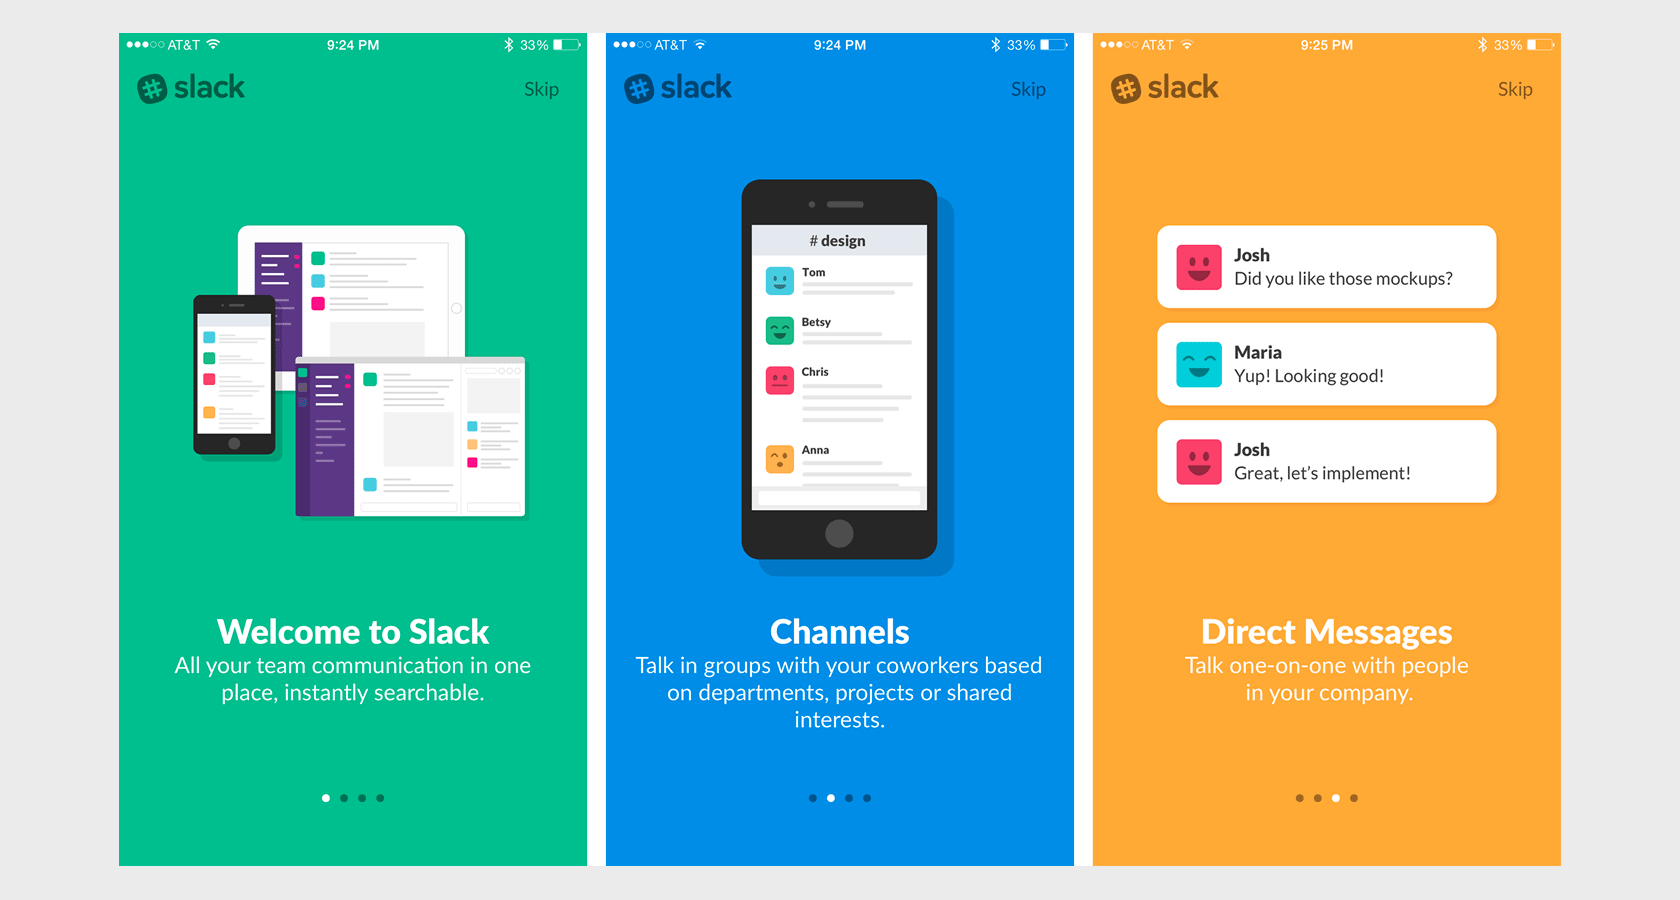 AT&T 9:24 PM 33%
slack Skip
Welcome to Slack
All your team communication in one
place, instantly searchable.
AT&T 9:24 PM 33%
slack Skip
# design
Tom
Betsy
Chris
Anna
Channels
Talk in groups with your coworkers based
on departments, projects or shared
interests.
AT&T 9:25 PM 33%
slack Skip
Josh
Did you like those mockups?
Maria
Yup! Looking good!
Josh
Great, let's implement!
Direct Messages
Talk one-on-one with people
in your company.